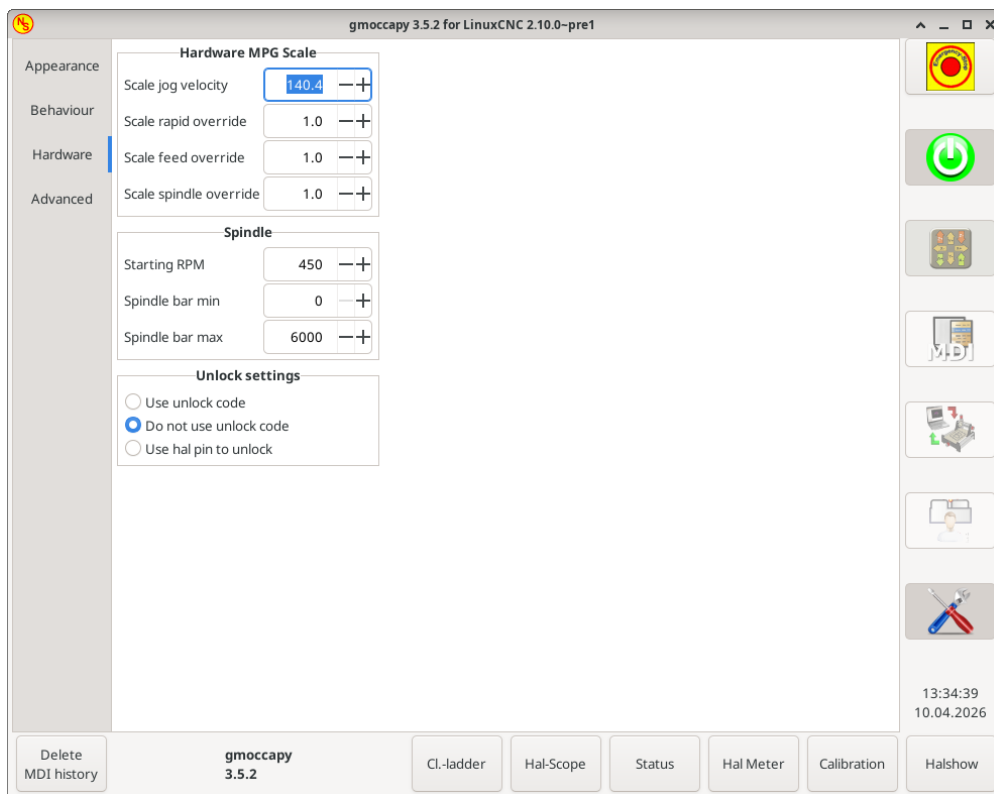 gmoccapy 3.5.2 for LinuxCNC 2.10.0~pre1
Appearance
Behaviour
Hardware
Advanced
Hardware MPG Scale
Scale jog velocity 140.4
Scale rapid override 1.0
Scale feed override 1.0
Scale spindle override 1.0
Spindle
Starting RPM 450
Spindle bar min 0
Spindle bar max 6000
Unlock settings
Use unlock code
Do not use unlock code
Use hal pin to unlock
Emergency-Stop
MDI
13:34:39
10.04.2026
Delete
MDI history
gmoccapy
3.5.2
Cl.-ladder
Hal-Scope
Status
Hal Meter
Calibration
Halshow